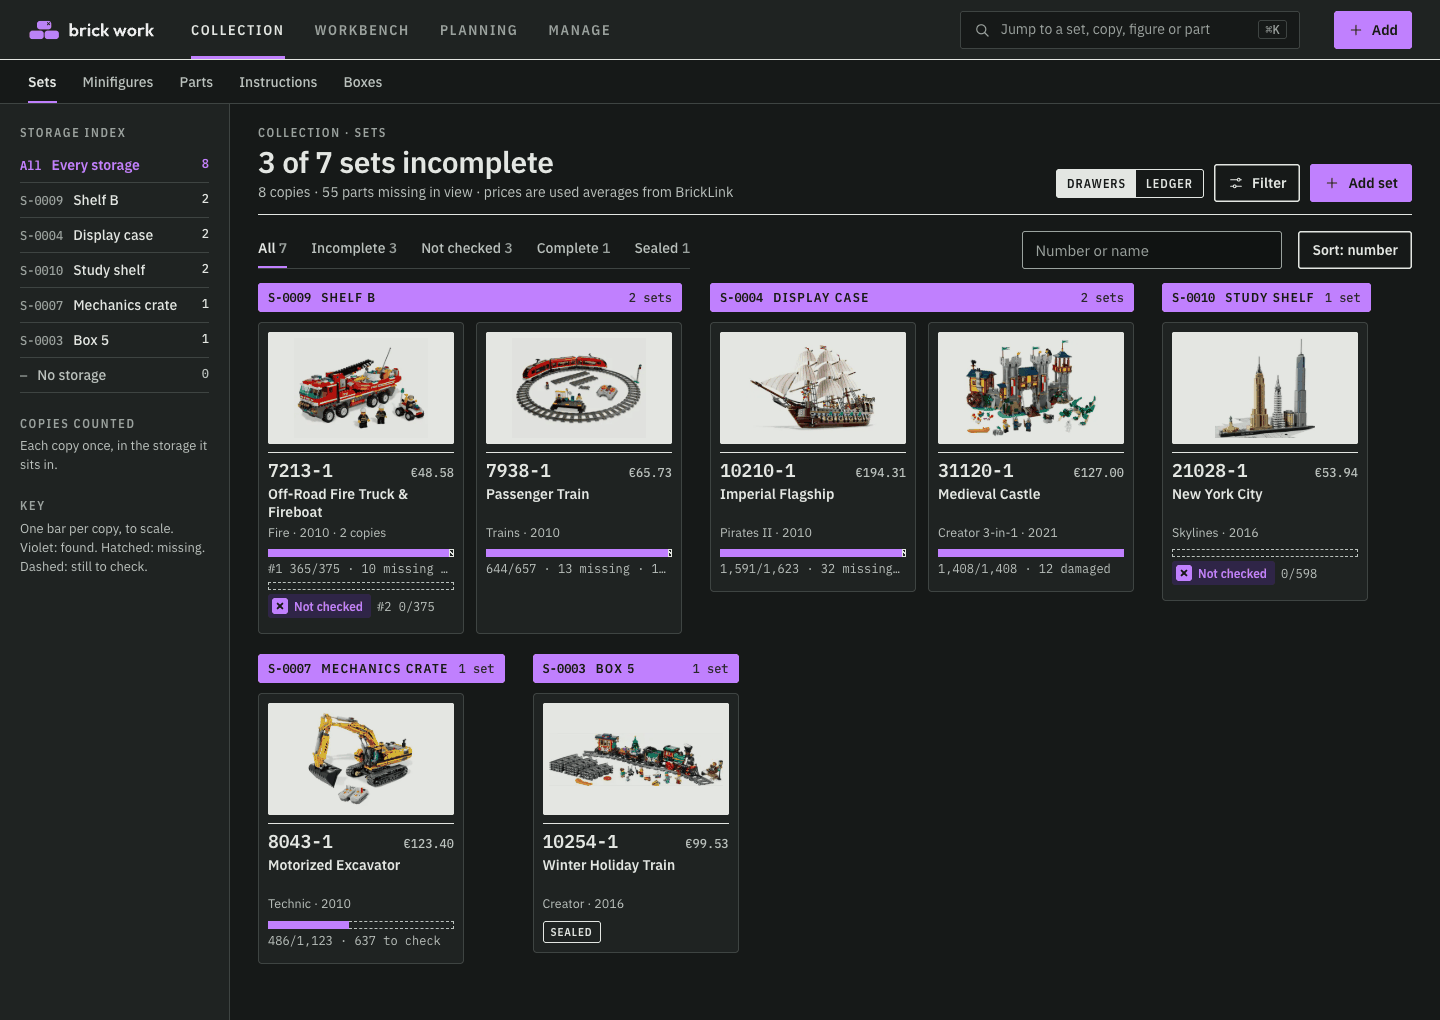 brick work
COLLECTION WORKBENCH PLANNING MANAGE
Jump to a set, copy, figure or part ⌘K
+ Add
Sets Minifigures Parts Instructions Boxes
STORAGE INDEX
All Every storage 8
S-0009 Shelf B 2
S-0004 Display case 2
S-0010 Study shelf 2
S-0007 Mechanics crate 1
S-0003 Box 5 1
— No storage 0
COPIES COUNTED
Each copy once, in the storage it
sits in.
KEY
One bar per copy, to scale.
Violet: found. Hatched: missing.
Dashed: still to check.
COLLECTION · SETS
3 of 7 sets incomplete
8 copies · 55 parts missing in view · prices are used averages from BrickLink
DRAWERS LEDGER
Filter
+ Add set
All 7 Incomplete 3 Not checked 3 Complete 1 Sealed 1
Number or name
Sort: number
S-0009 SHELF B 2 sets
7213-1 €48.58
Off-Road Fire Truck &
Fireboat
Fire · 2010 · 2 copies
#1 365/375 · 10 missing …
Not checked #2 0/375
7938-1 €65.73
Passenger Train
Trains · 2010
644/657 · 13 missing · 1…
S-0004 DISPLAY CASE 2 sets
10210-1 €194.31
Imperial Flagship
Pirates II · 2010
1,591/1,623 · 32 missing…
31120-1 €127.00
Medieval Castle
Creator 3-in-1 · 2021
1,408/1,408 · 12 damaged
S-0010 STUDY SHELF 1 set
21028-1 €53.94
New York City
Skylines · 2016
Not checked 0/598
S-0007 MECHANICS CRATE 1 set
8043-1 €123.40
Motorized Excavator
Technic · 2010
486/1,123 · 637 to check
S-0003 BOX 5 1 set
10254-1 €99.53
Winter Holiday Train
Creator · 2016
SEALED